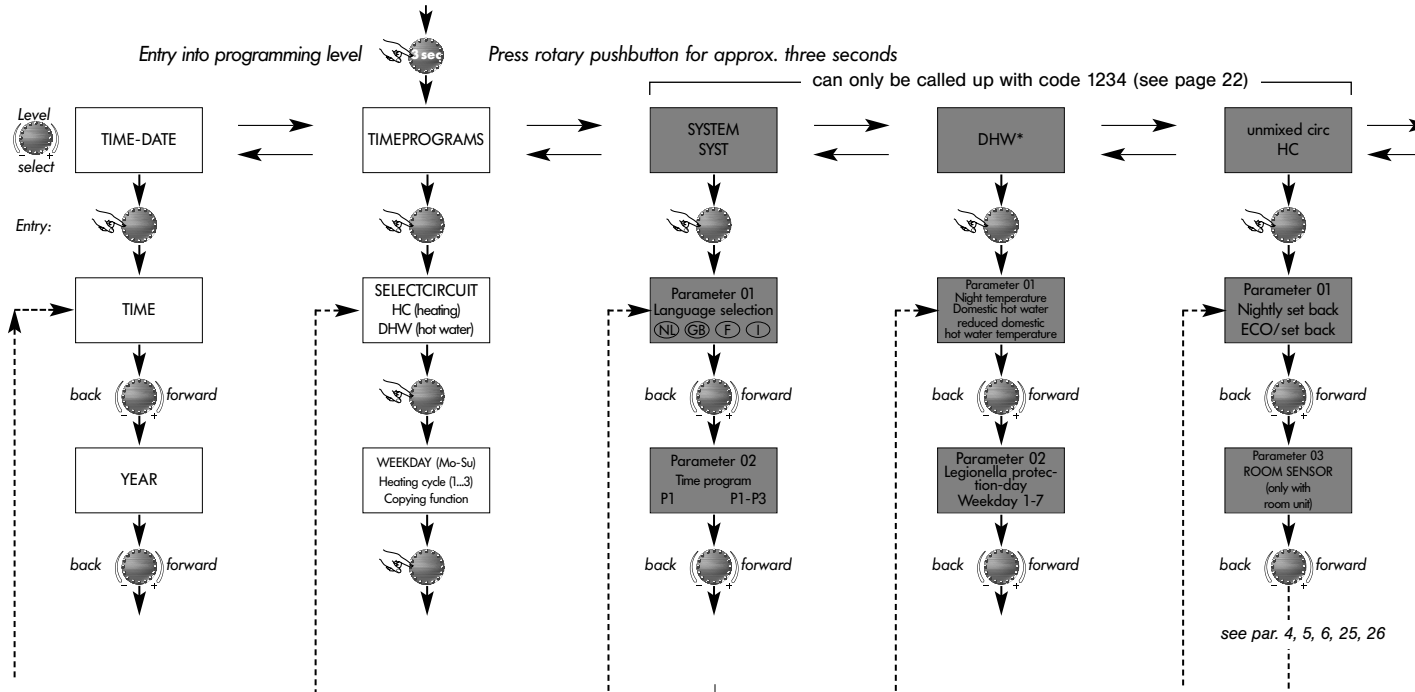 Entry into programming level
3 sec
Press rotary pushbutton for approx. three seconds
can only be called up with code 1234 (see page 22)
Level
- +
select
TIME-DATE
TIMEPROGRAMS
SYSTEM
SYST
DHW*
unmixed circ
HC
Entry:
TIME
SELECTCIRCUIT
HC (heating)
DHW (hot water)
Parameter 01
Language selection
NL GB F I
Parameter 01
Night temperature
Domestic hot water
reduced domestic
hot water temperature
Parameter 01
Nightly set back
ECO/set back
back - + forward
back - + forward
back - + forward
back - + forward
YEAR
WEEKDAY (Mo-Su)
Heating cycle (1...3)
Copying function
Parameter 02
Time program
P1 P1-P3
Parameter 02
Legionella protec-
tion-day
Weekday 1-7
Parameter 03
ROOM SENSOR
(only with
room unit)
back - + forward
back - + forward
back - + forward
back - + forward
see par. 4, 5, 6, 25, 26